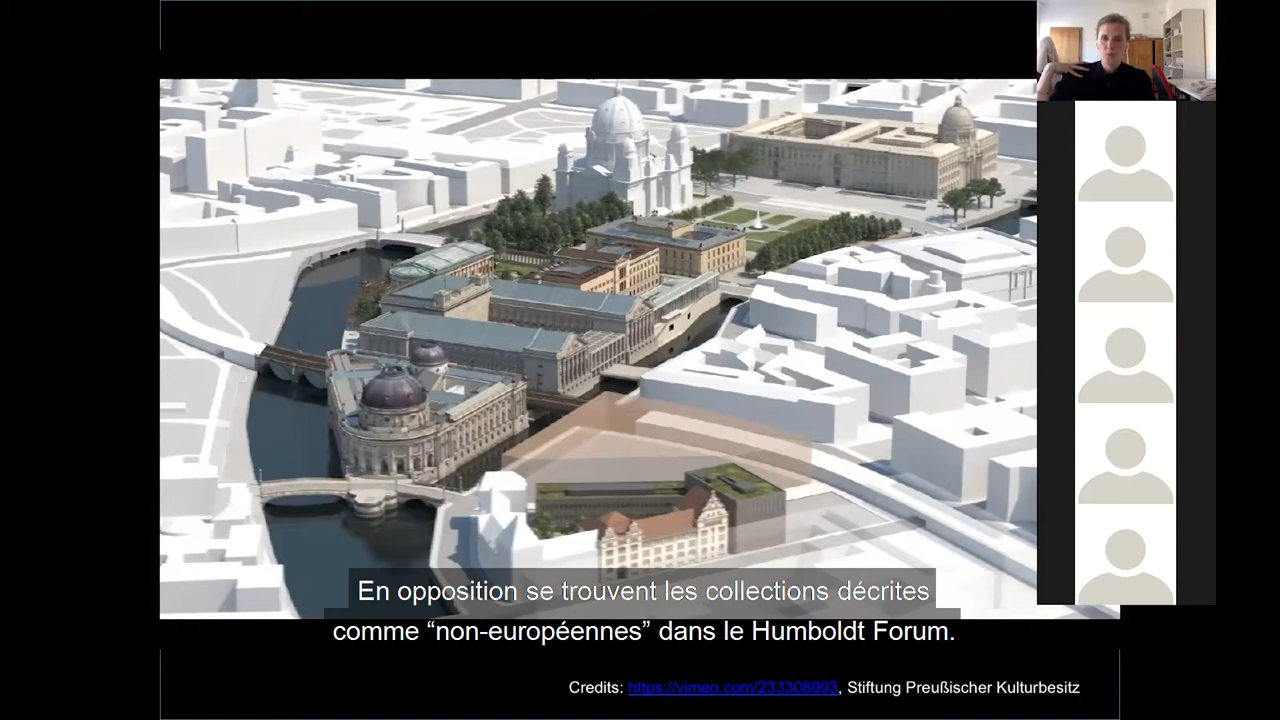 En opposition se trouvent les collections décrites
comme “non-européennes” dans le Humboldt Forum.
Credits: https://vimeo.com/233308993, Stiftung Preußischer Kulturbesitz